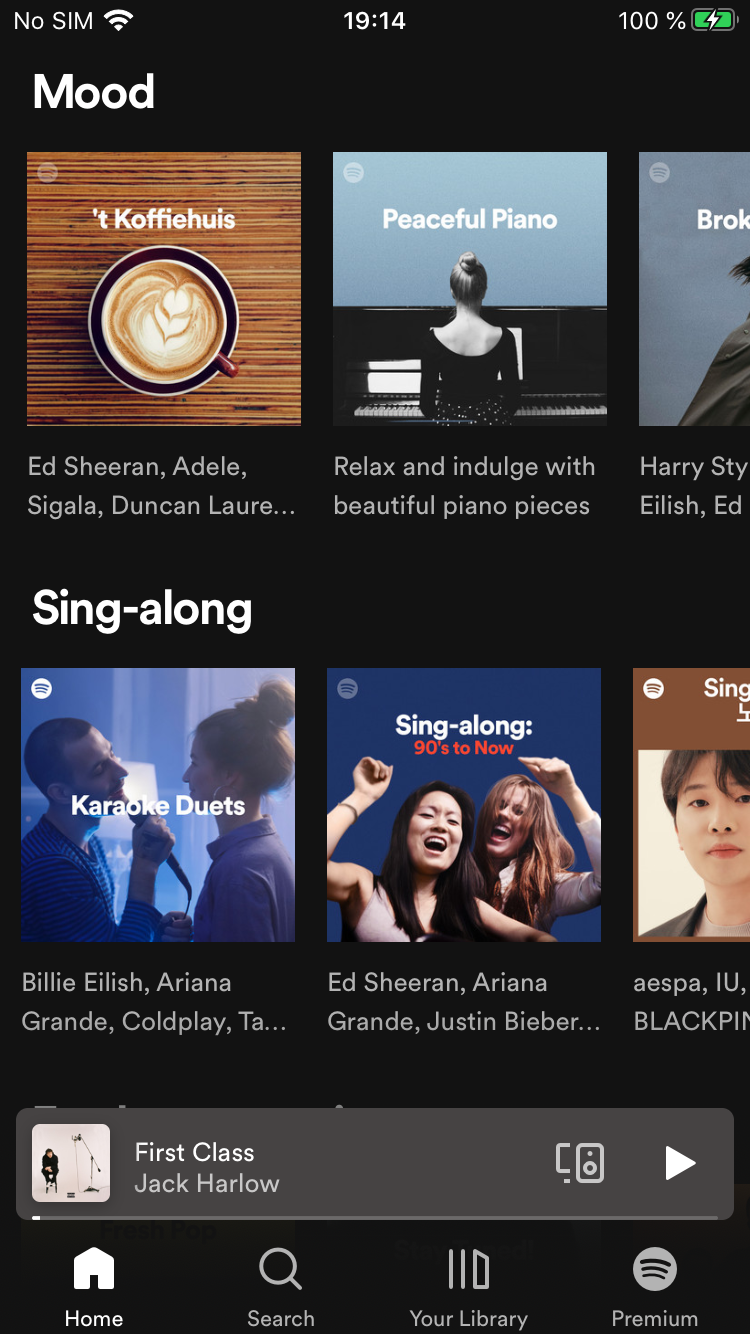 No SIM 19:14 100 %
Mood
't Koffiehuis
Peaceful Piano
Brok
Ed Sheeran, Adele,
Sigala, Duncan Laure...
Relax and indulge with
beautiful piano pieces
Harry Sty
Eilish, Ed
Sing-along
Karaoke Duets
Sing-along:
90's to Now
Sing
Billie Eilish, Ariana
Grande, Coldplay, Ta...
Ed Sheeran, Ariana
Grande, Justin Bieber...
aespa, IU,
BLACKPIN
First Class
Jack Harlow
Fresh Pop
Home
Search
Your Library
Premium